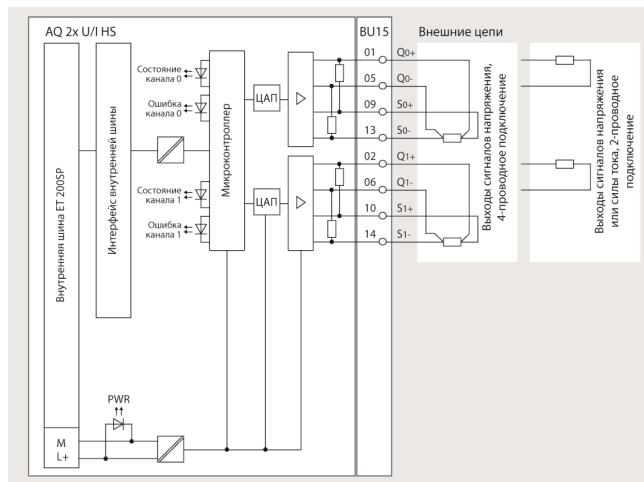 AQ 2x U/I HS
BU15
Внешние цепи
Внутренняя шина ET 200SP
Интерфейс внутренней шины
Состояние
канала 0
Ошибка
канала 0
Состояние
канала 1
Ошибка
канала 1
Микроконтроллер
ЦАП
ЦАП
01 Q0+
05 Q0-
09 S0+
13 S0-
02 Q1+
06 Q1-
10 S1+
14 S1-
Выходы сигналов напряжения,
4-проводное подключение
Выходы сигналов напряжения
или силы тока, 2-проводное
подключение
PWR
M
L+